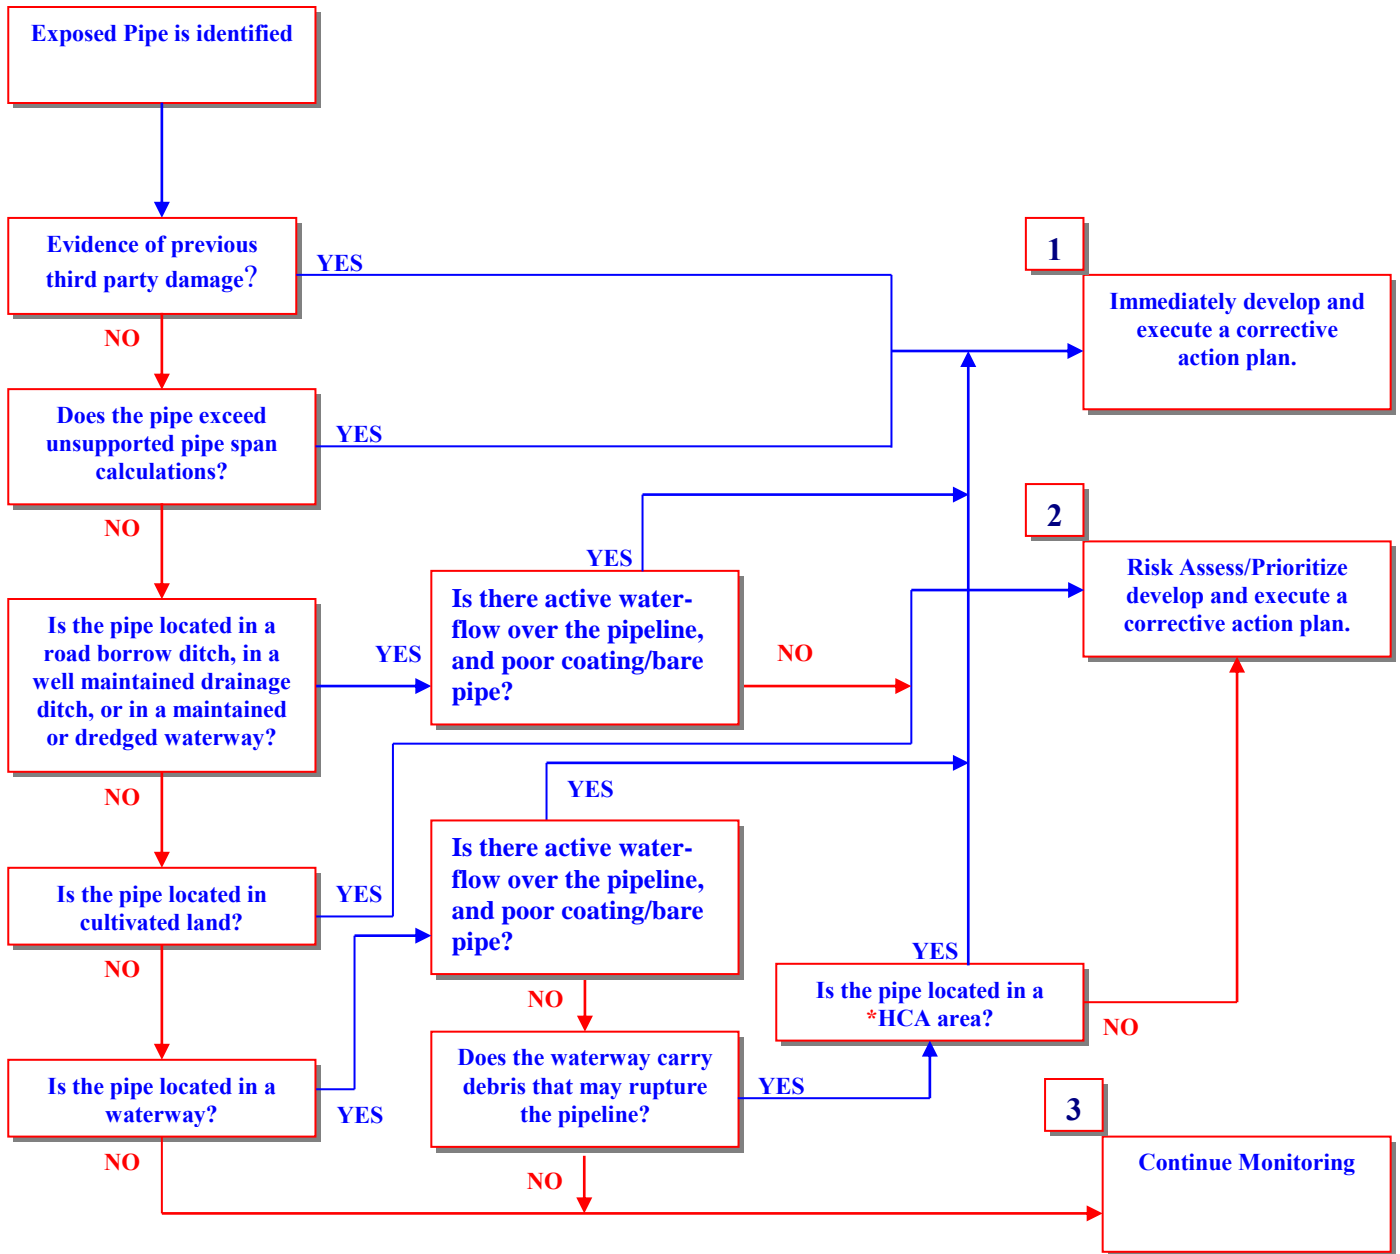 Exposed Pipe is identified
Evidence of previous
third party damage?
YES
NO
1
Immediately develop and
execute a corrective
action plan.
Does the pipe exceed
unsupported pipe span
calculations?
YES
NO
2
Risk Assess/Prioritize
develop and execute a
corrective action plan.
Is the pipe located in a
road borrow ditch, in a
well maintained drainage
ditch, or in a maintained
or dredged waterway?
YES
NO
Is there active water-
flow over the pipeline,
and poor coating/bare
pipe?
YES
NO
Is the pipe located in
cultivated land?
YES
NO
Is there active water-
flow over the pipeline,
and poor coating/bare
pipe?
YES
NO
Is the pipe located in a
*HCA area?
YES
NO
Is the pipe located in a
waterway?
YES
NO
Does the waterway carry
debris that may rupture
the pipeline?
YES
NO
3
Continue Monitoring